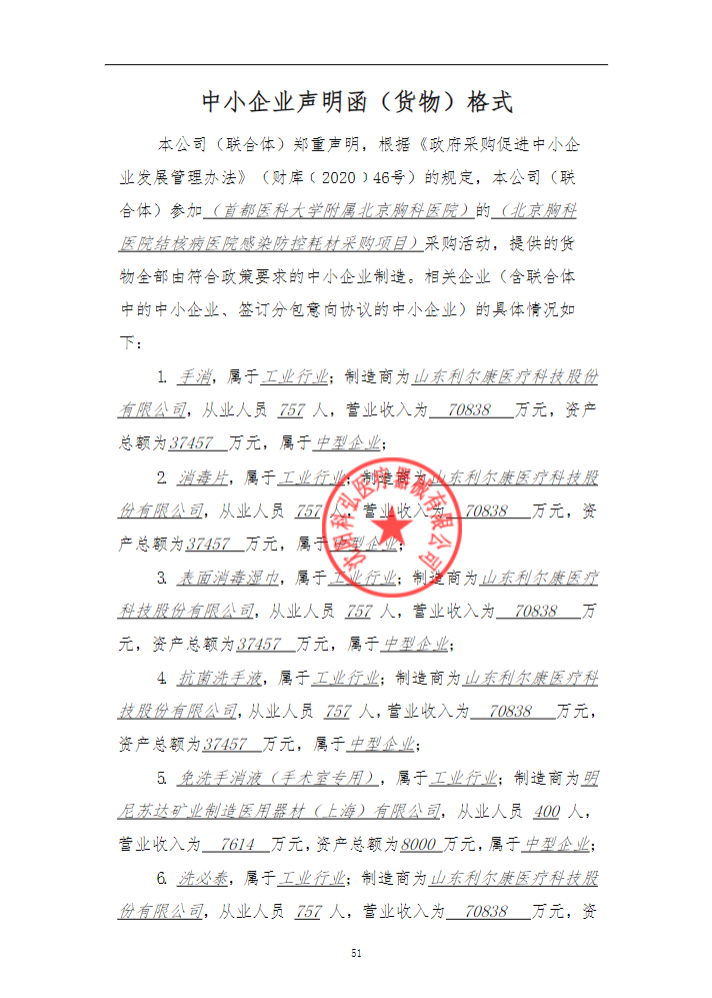 中小企业声明函（货物）格式
本公司（联合体）郑重声明，根据《政府采购促进中小企
业发展管理办法》（财库﹝2020﹞46号）的规定，本公司（联
合体）参加（首都医科大学附属北京胸科医院）的（北京胸科
医院结核病医院感染防控耗材采购项目）采购活动，提供的货
物全部由符合政策要求的中小企业制造。相关企业（含联合体
中的中小企业、签订分包意向协议的中小企业）的具体情况如
下：
1. 手消，属于工业行业；制造商为山东利尔康医疗科技股份
有限公司，从业人员 757 人，营业收入为 70838 万元，资产
总额为37457 万元，属于中型企业；
2. 消毒片，属于工业行业；制造商为山东利尔康医疗科技股
份有限公司，从业人员 757 人，营业收入为 70838 万元，资
产总额为37457 万元，属于中型企业；
科弘医疗器械有限公司
3. 表面消毒湿巾，属于工业行业；制造商为山东利尔康医疗
科技股份有限公司，从业人员 757 人，营业收入为 70838 万
元，资产总额为37457 万元，属于中型企业；
4. 抗菌洗手液，属于工业行业；制造商为山东利尔康医疗科
技股份有限公司，从业人员 757 人，营业收入为 70838 万元，
资产总额为37457 万元，属于中型企业；
5. 免洗手消液（手术室专用），属于工业行业；制造商为明
尼苏达矿业制造医用器材（上海）有限公司，从业人员 400 人，
营业收入为 7614 万元，资产总额为8000 万元，属于中型企业；
6. 洗必泰，属于工业行业；制造商为山东利尔康医疗科技股
份有限公司，从业人员 757 人，营业收入为 70838 万元，资
51